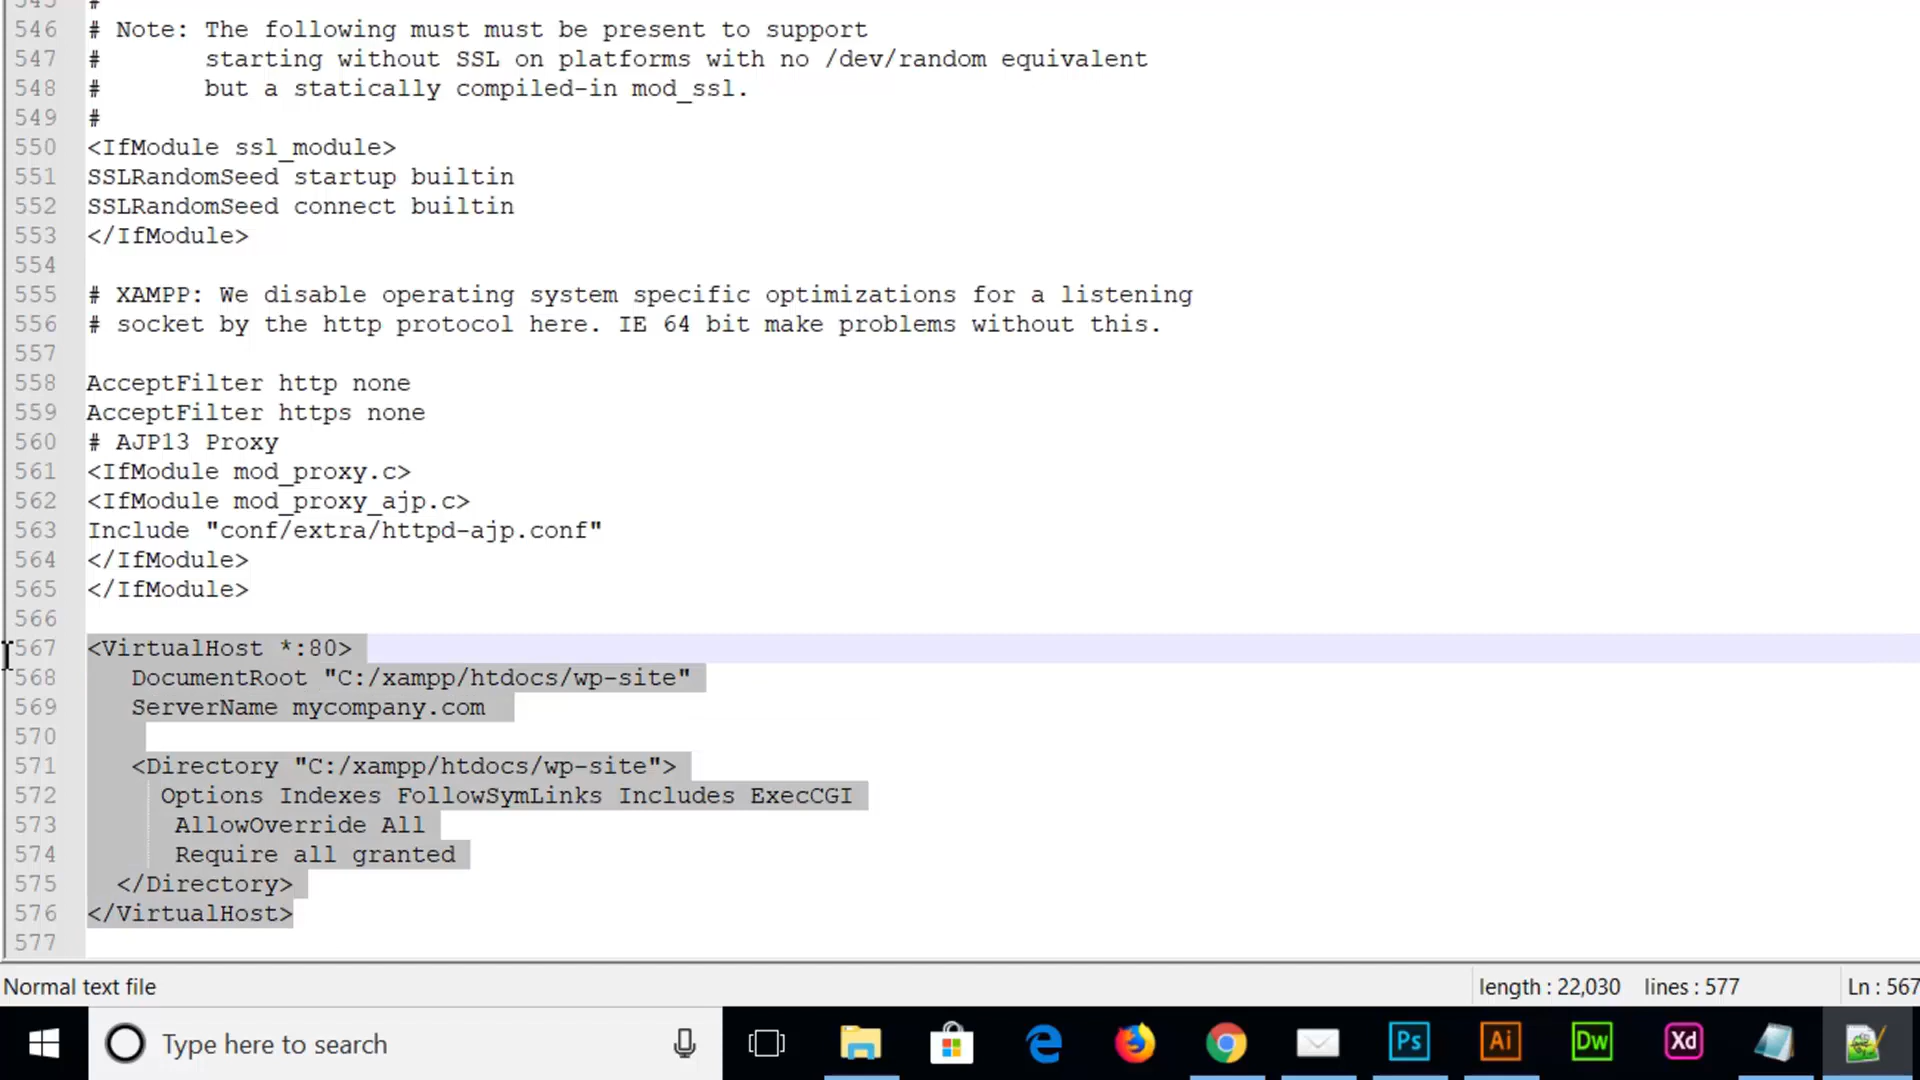 545 #
546 # Note: The following must must be present to support
547 #       starting without SSL on platforms with no /dev/random equivalent
548 #       but a statically compiled-in mod_ssl.
549 #
550 <IfModule ssl_module>
551 SSLRandomSeed startup builtin
552 SSLRandomSeed connect builtin
553 </IfModule>
554
555 # XAMPP: We disable operating system specific optimizations for a listening
556 # socket by the http protocol here. IE 64 bit make problems without this.
557
558 AcceptFilter http none
559 AcceptFilter https none
560 # AJP13 Proxy
561 <IfModule mod_proxy.c>
562 <IfModule mod_proxy_ajp.c>
563 Include "conf/extra/httpd-ajp.conf"
564 </IfModule>
565 </IfModule>
566
567 <VirtualHost *:80>
568    DocumentRoot "C:/xampp/htdocs/wp-site"
569    ServerName mycompany.com
570
571    <Directory "C:/xampp/htdocs/wp-site">
572      Options Indexes FollowSymLinks Includes ExecCGI
573       AllowOverride All
574       Require all granted
575   </Directory>
576 </VirtualHost>
577
Normal text file length : 22,030 lines : 577 Ln : 567
Type here to search
Ps Ai Dw Xd